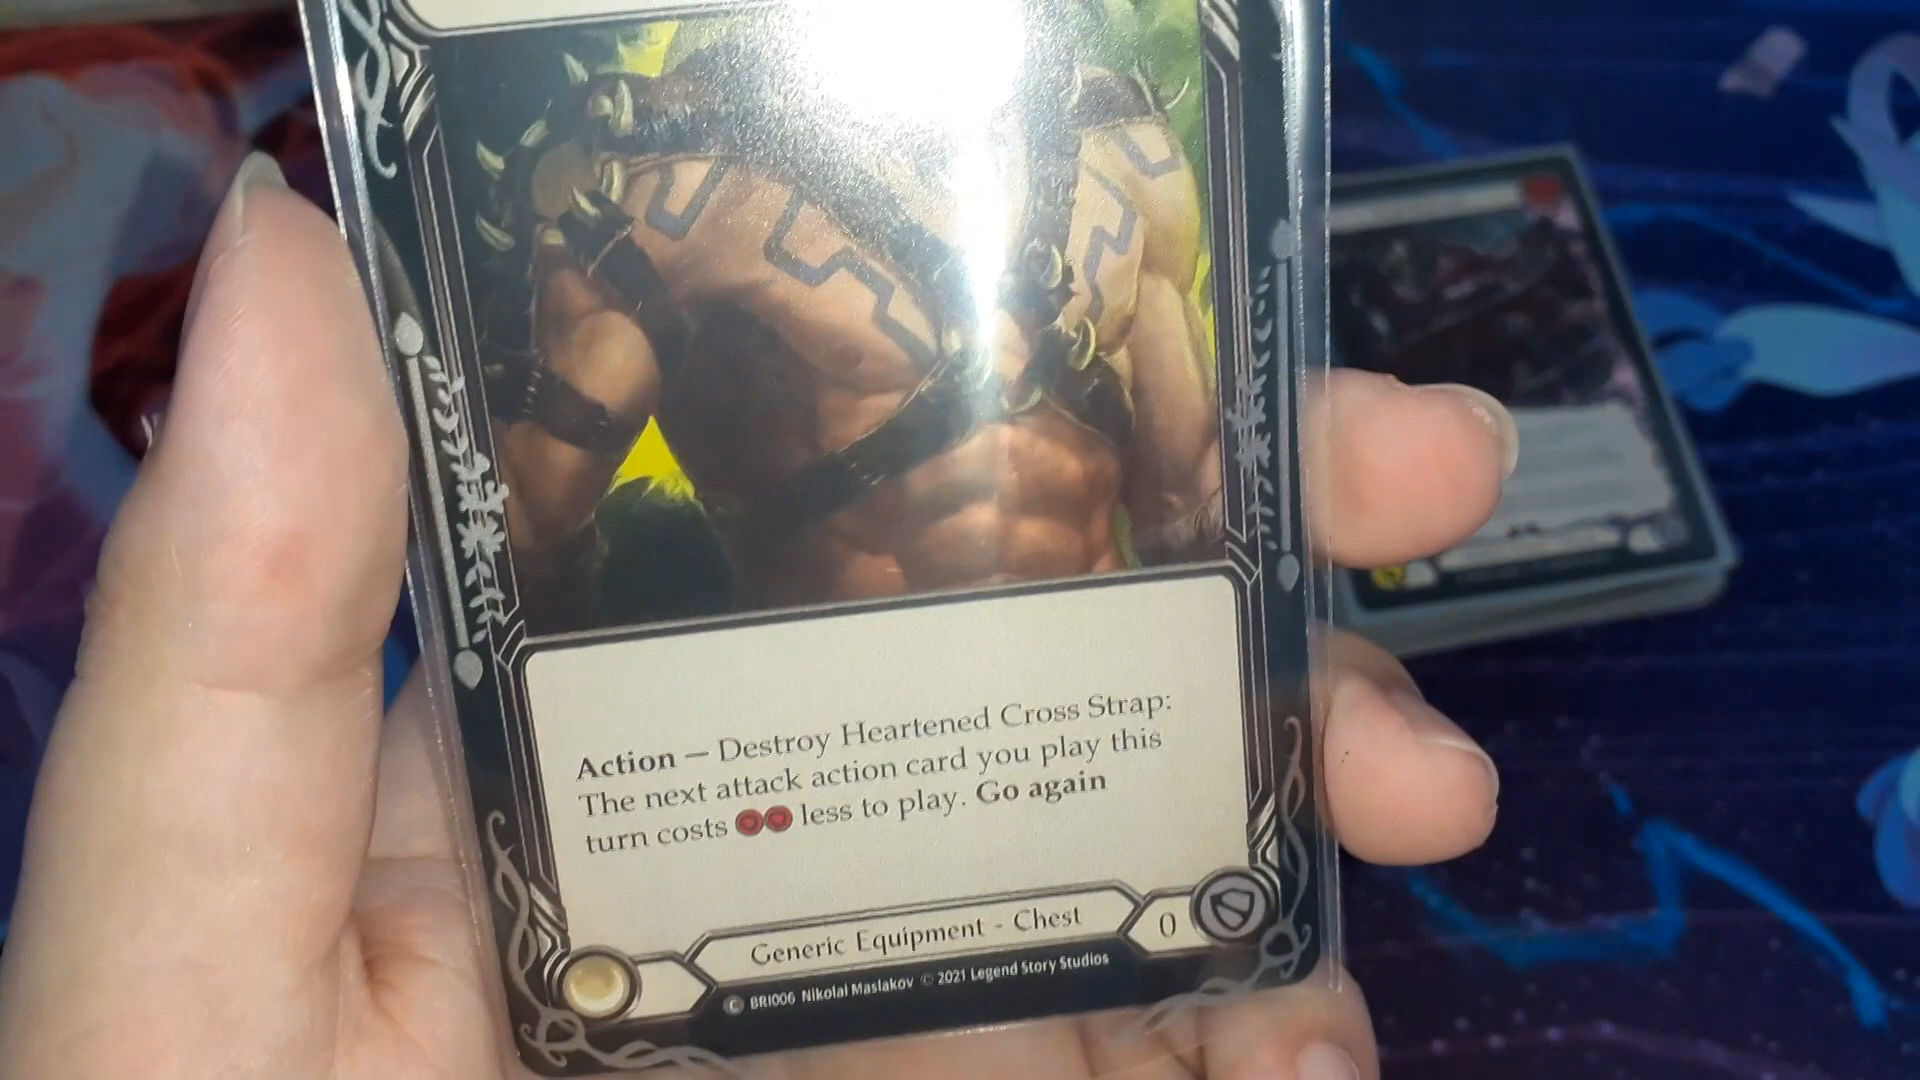 Action — Destroy Heartened Cross Strap:
The next attack action card you play this
turn costs less to play. Go again
Generic Equipment - Chest
0
C BRI006 Nikolai Maslakov © 2021 Legend Story Studios